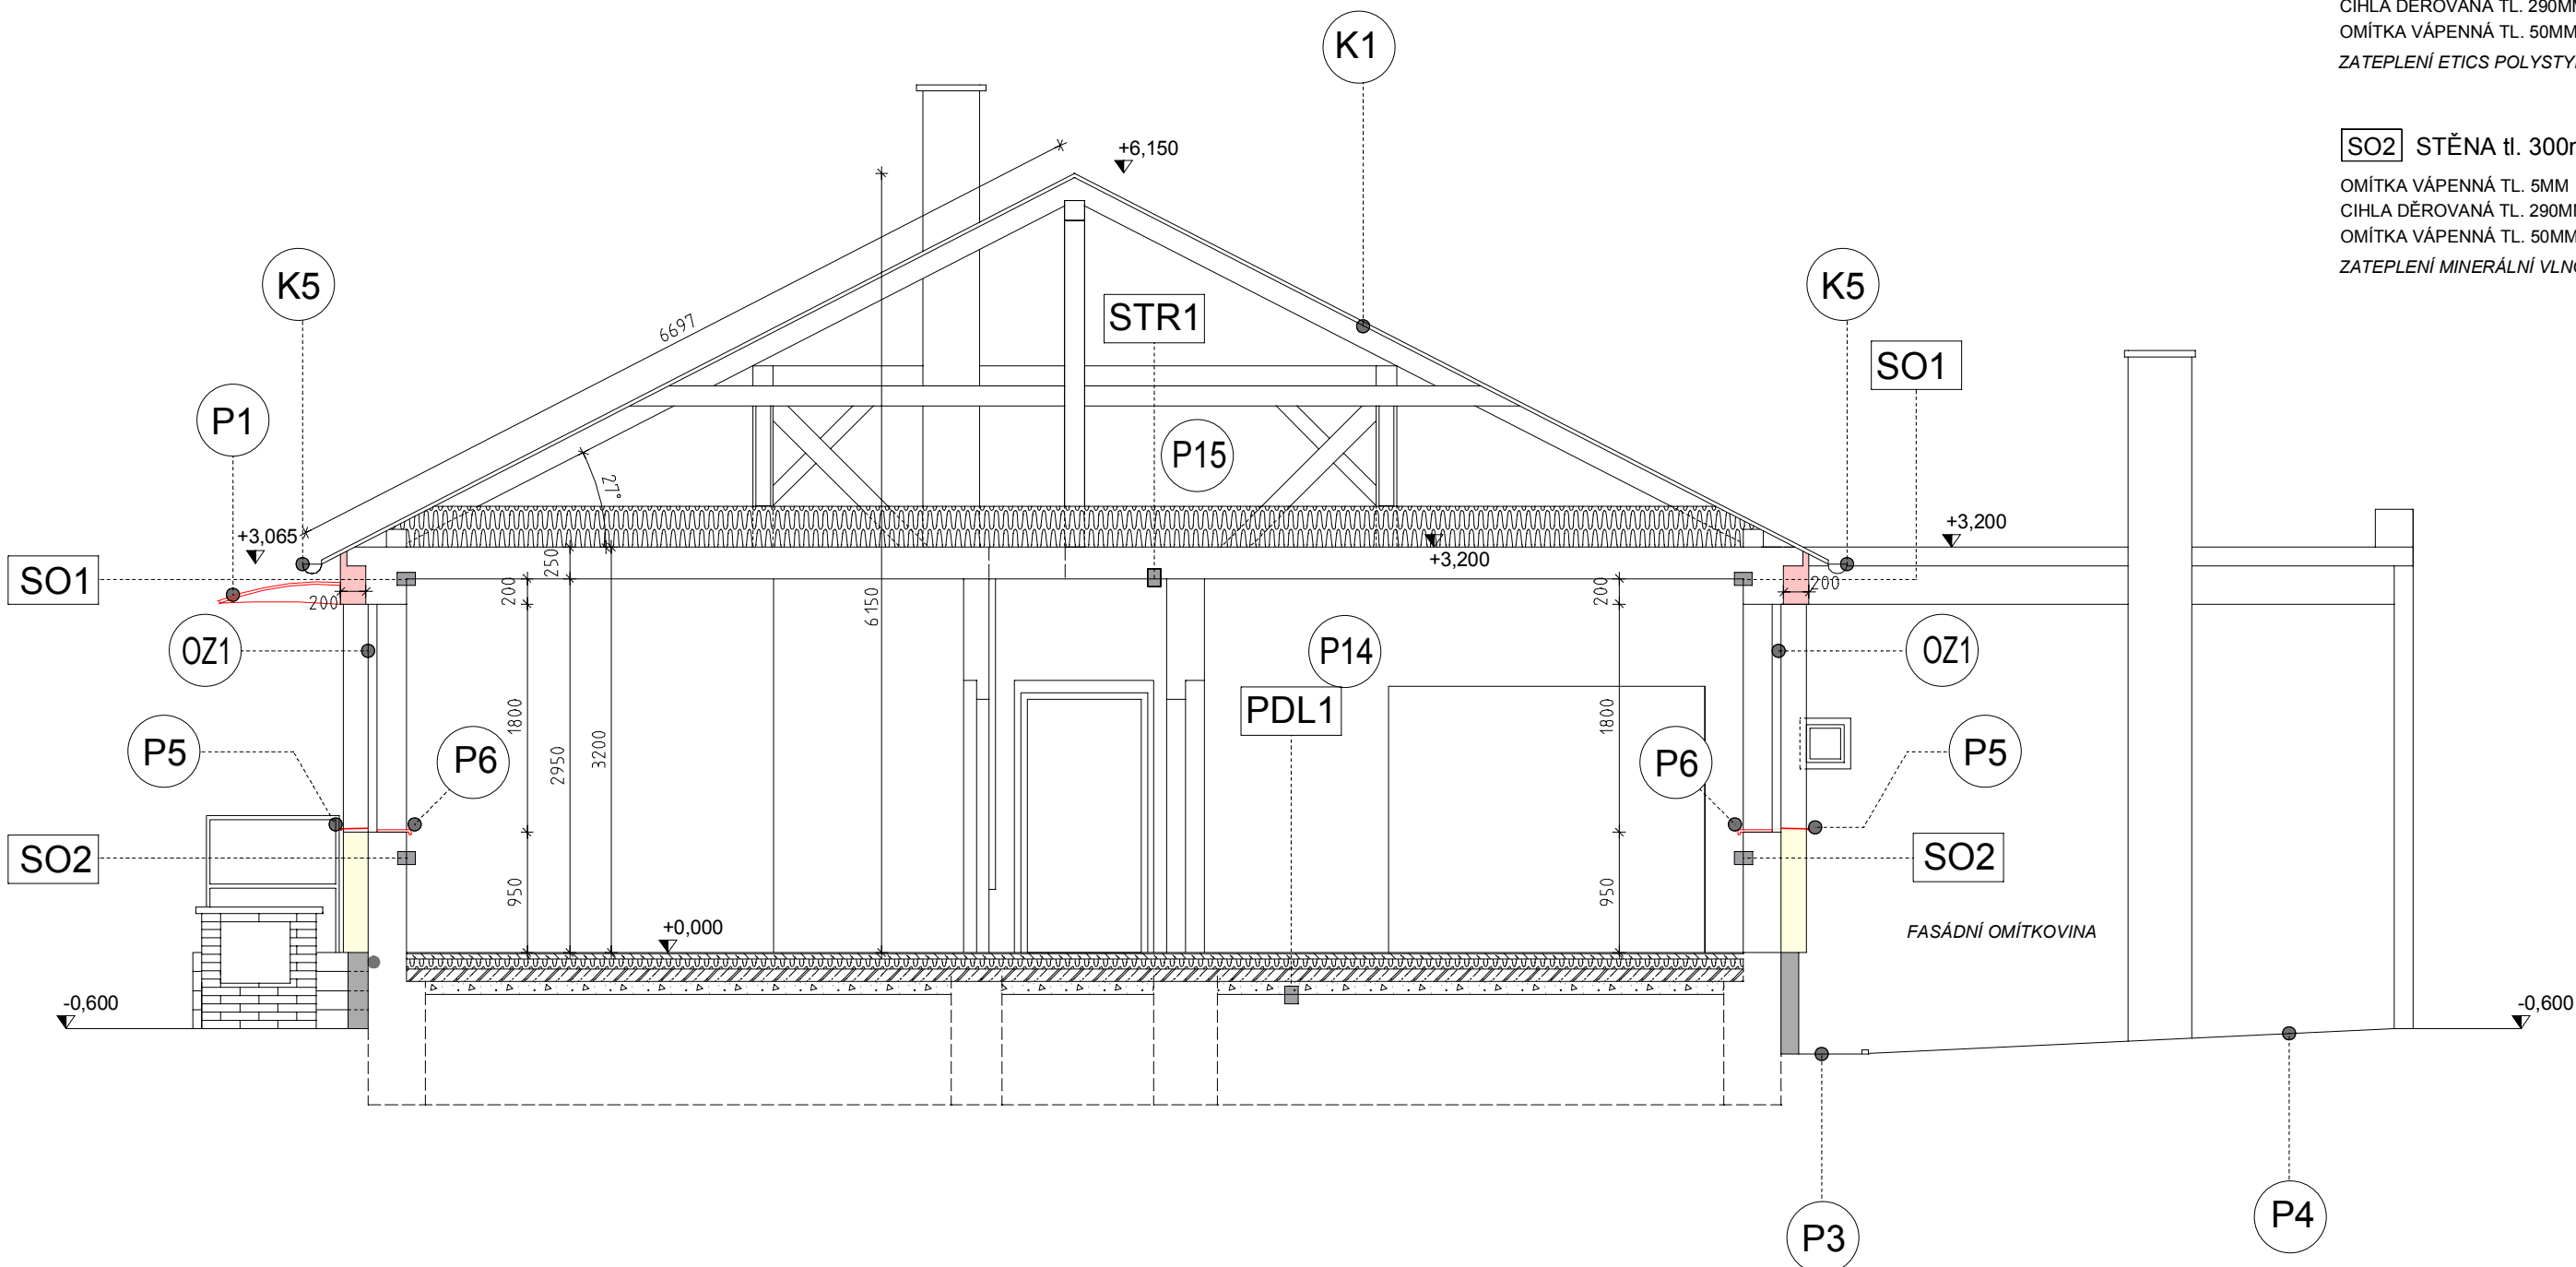 CIHLA DĚROVANÁ TL. 290MM
OMÍTKA VÁPENNÁ TL. 50MM
ZATEPLENÍ ETICS
SO2 STĚNA tl.
OMÍTKA VÁPENNÁ TL. 5MM
CIHLA DĚROVANÁ TL. 290MM
OMÍTKA VÁPENNÁ TL. 50MM
ZATEPLENÍ MINERÁLNÍ
K1
+6,150
K5
K5
6697
STR1
SO1
P1
P15
27°
+3,065
+3,200
+3,200
SO1
250
200
200
6150
200
200
OZ1
P14
OZ1
PDL1
1800
2950
3200
1800
P5
P6
P6
P5
SO2
SO2
950
950
+0,000
FASÁDNÍ OMÍTKOVINA
-0,600
-0,600
P3
P4